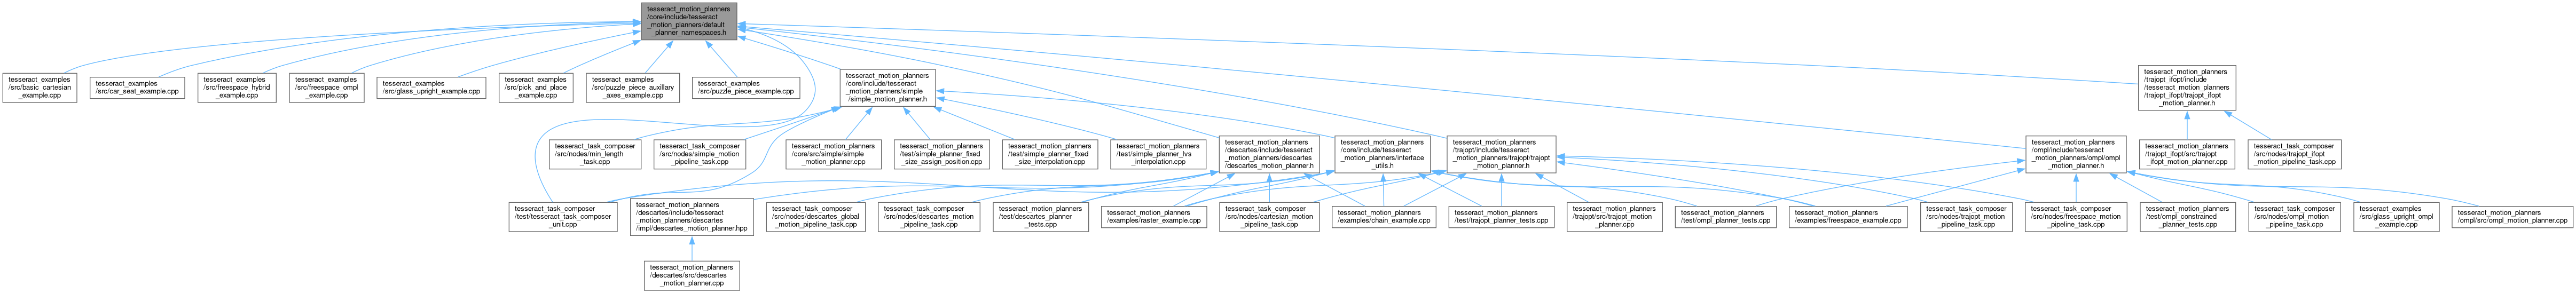 tesseract_motion_planners
/core/include/tesseract
_motion_planners/default
_planner_namespaces.h
tesseract_examples
/src/basic_cartesian
_example.cpp
tesseract_examples
/src/car_seat_example.cpp
tesseract_examples
/src/freespace_hybrid
_example.cpp
tesseract_examples
/src/freespace_ompl
_example.cpp
tesseract_examples
/src/glass_upright_example.cpp
tesseract_examples
/src/pick_and_place
_example.cpp
tesseract_examples
/src/puzzle_piece_auxillary
_axes_example.cpp
tesseract_examples
/src/puzzle_piece_example.cpp
tesseract_motion_planners
/core/include/tesseract
_motion_planners/simple
/simple_motion_planner.h
tesseract_motion_planners
/trajopt_ifopt/include
/tesseract_motion_planners
/trajopt_ifopt/trajopt_ifopt
_motion_planner.h
tesseract_task_composer
/src/nodes/min_length
_task.cpp
tesseract_task_composer
/src/nodes/simple_motion
_pipeline_task.cpp
tesseract_motion_planners
/core/src/simple/simple
_motion_planner.cpp
tesseract_motion_planners
/test/simple_planner_fixed
_size_assign_position.cpp
tesseract_motion_planners
/test/simple_planner_fixed
_size_interpolation.cpp
tesseract_motion_planners
/test/simple_planner_lvs
_interpolation.cpp
tesseract_motion_planners
/descartes/include/tesseract
_motion_planners/descartes
/descartes_motion_planner.h
tesseract_motion_planners
/core/include/tesseract
_motion_planners/interface
_utils.h
tesseract_motion_planners
/trajopt/include/tesseract
_motion_planners/trajopt/trajopt
_motion_planner.h
tesseract_motion_planners
/ompl/include/tesseract
_motion_planners/ompl/ompl
_motion_planner.h
tesseract_motion_planners
/trajopt_ifopt/src/trajopt
_ifopt_motion_planner.cpp
tesseract_task_composer
/src/nodes/trajopt_ifopt
_motion_pipeline_task.cpp
tesseract_task_composer
/test/tesseract_task_composer
_unit.cpp
tesseract_motion_planners
/descartes/include/tesseract
_motion_planners/descartes
/impl/descartes_motion_planner.hpp
tesseract_task_composer
/src/nodes/descartes_global
_motion_pipeline_task.cpp
tesseract_task_composer
/src/nodes/descartes_motion
_pipeline_task.cpp
tesseract_motion_planners
/test/descartes_planner
_tests.cpp
tesseract_motion_planners
/examples/raster_example.cpp
tesseract_task_composer
/src/nodes/cartesian_motion
_pipeline_task.cpp
tesseract_motion_planners
/examples/chain_example.cpp
tesseract_motion_planners
/test/trajopt_planner_tests.cpp
tesseract_motion_planners
/trajopt/src/trajopt_motion
_planner.cpp
tesseract_motion_planners
/test/ompl_planner_tests.cpp
tesseract_motion_planners
/examples/freespace_example.cpp
tesseract_task_composer
/src/nodes/trajopt_motion
_pipeline_task.cpp
tesseract_task_composer
/src/nodes/freespace_motion
_pipeline_task.cpp
tesseract_motion_planners
/test/ompl_constrained
_planner_tests.cpp
tesseract_task_composer
/src/nodes/ompl_motion
_pipeline_task.cpp
tesseract_examples
/src/glass_upright_ompl
_example.cpp
tesseract_motion_planners
/ompl/src/ompl_motion_planner.cpp
tesseract_motion_planners
/descartes/src/descartes
_motion_planner.cpp